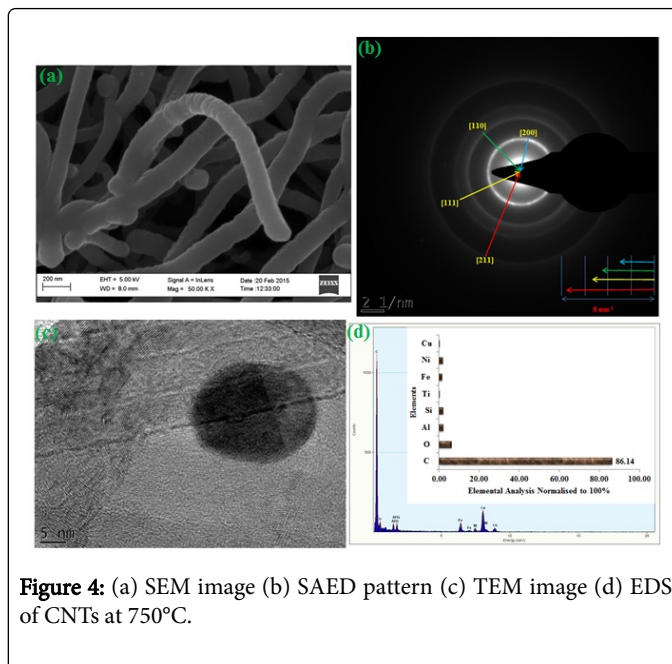 (a)
200 nm
EHT = 5.00 kV
WD = 8.0 mm
Signal A = InLens
Mag = 50.00 K X
Date :20 Feb 2015
Time :12:33:00
ZEISS
(b)
[110]
[200]
[111]
[211]
8 nm⁻¹
2 1/nm
(c)
5 nm
(d)
Cu
Ni
Fe
Ti
Si
Al
O
C
Elements
86.14
0.00 20.00 40.00 60.00 80.00 100.00
Elemental Analysis Normalised to 100%
Counts
Figure 4: (a) SEM image (b) SAED pattern (c) TEM image (d) EDS
of CNTs at 750°C.